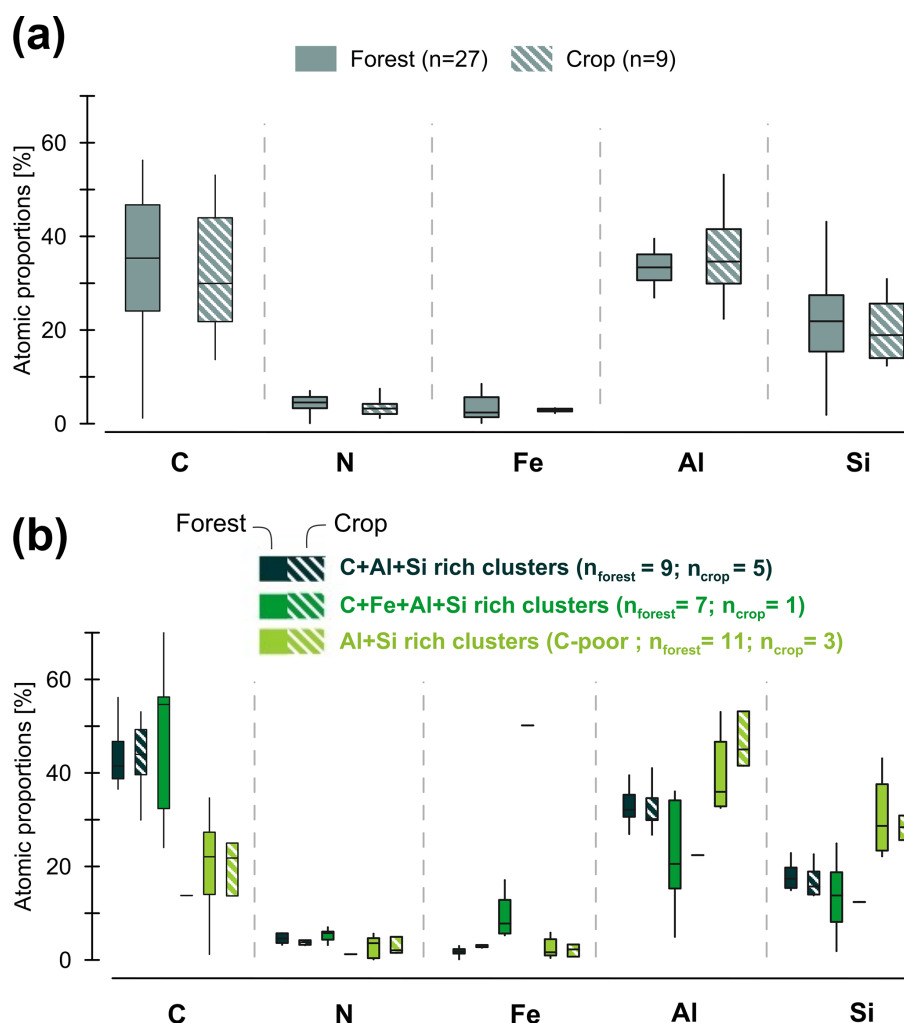 (a)
Forest (n=27) Crop (n=9)
Atomic proportions [%]
60
40
20
0
C N Fe Al Si
(b)
Forest Crop
C+Al+Si rich clusters (nforest = 9; ncrop = 5)
C+Fe+Al+Si rich clusters (nforest = 7; ncrop = 1)
Al+Si rich clusters (C-poor ; nforest = 11; ncrop = 3)
Atomic proportions [%]
60
40
20
0
C N Fe Al Si